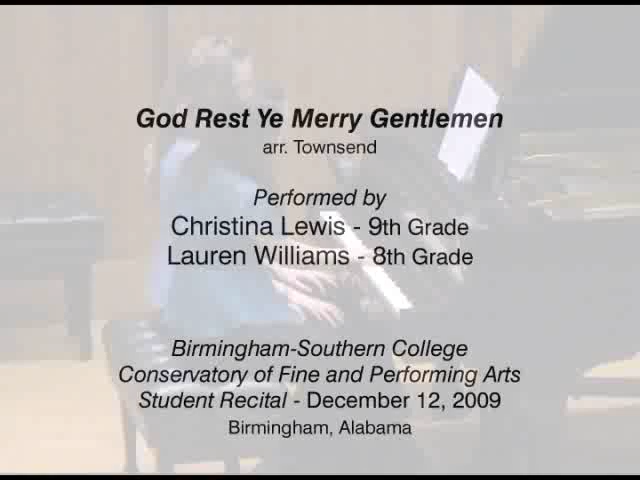 God Rest Ye Merry Gentlemen
arr. Townsend
Performed by
Christina Lewis - 9th Grade
Lauren Williams - 8th Grade
Birmingham-Southern College
Conservatory of Fine and Performing Arts
Student Recital - December 12, 2009
Birmingham, Alabama